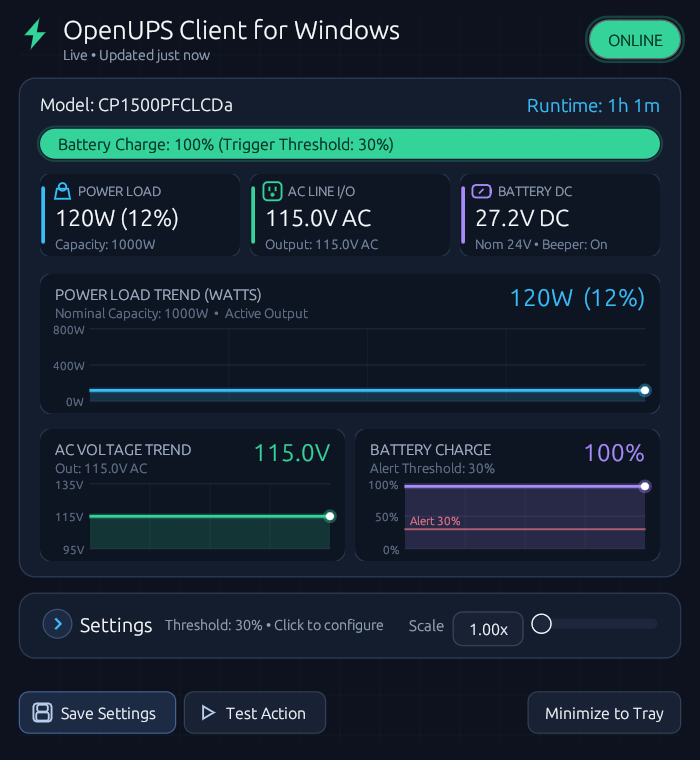 OpenUPS Client for Windows
Live • Updated just now
ONLINE
Model: CP1500PFCLCDa
Runtime: 1h 1m
Battery Charge: 100% (Trigger Threshold: 30%)
POWER LOAD
120W (12%)
Capacity: 1000W
AC LINE I/O
115.0V AC
Output: 115.0V AC
BATTERY DC
27.2V DC
Nom 24V • Beeper: On
POWER LOAD TREND (WATTS)
120W (12%)
Nominal Capacity: 1000W • Active Output
800W
400W
0W
AC VOLTAGE TREND
115.0V
Out: 115.0V AC
135V
115V
95V
BATTERY CHARGE
100%
Alert Threshold: 30%
100%
50%
Alert 30%
0%
Settings
Threshold: 30% • Click to configure
Scale
1.00x
Save Settings
Test Action
Minimize to Tray